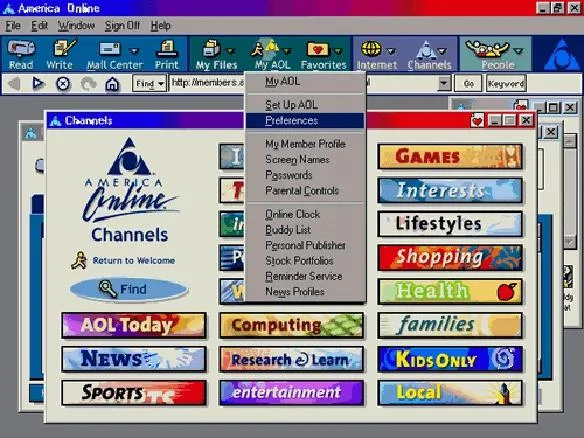 America Online
File Edit Window Sign Off Help
Read Write Mail Center Print My Files My AOL Favorites Internet Channels People
Find http://members. Go Keyword
My AOL
Set Up AOL
Preferences
My Member Profile
Screen Names
Passwords
Parental Controls
Online Clock
Buddy List
Personal Publisher
Stock Portfolios
Reminder Service
News Profiles
Channels
AMERICA
Online
Channels
Return to Welcome
Find
GAMES
Interests
Lifestyles
Shopping
Health
AOL Today Computing families
NEWS Research & Learn KIDS ONLY
SPORTS entertainment Local